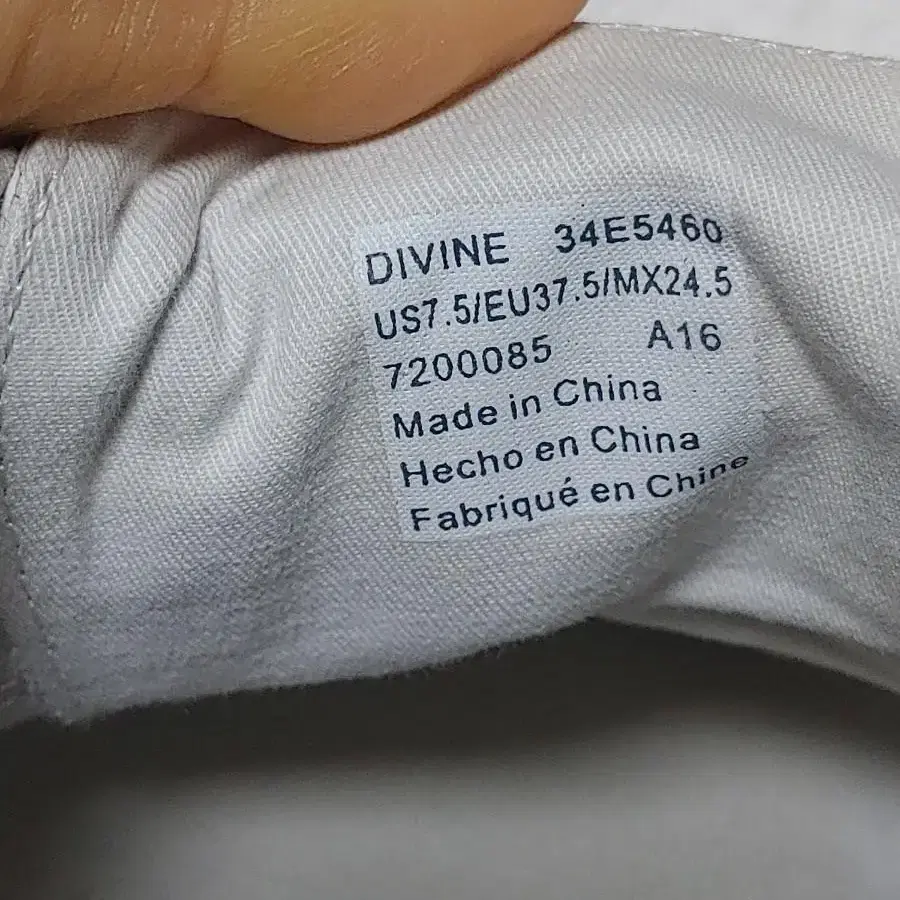 DIVINE 34E5460
US7.5/EU37.5/MX24.5
7200085 A16
Made in China
Hecho en China
Fabriqué en Chine